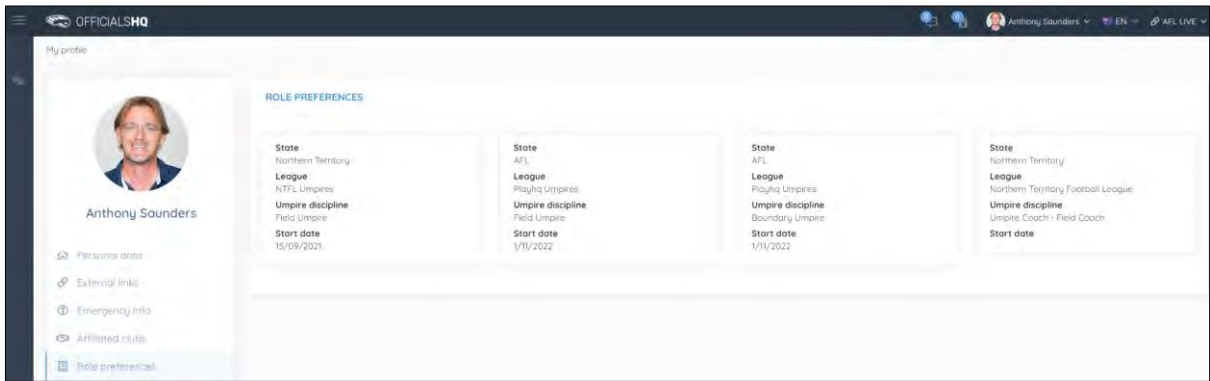 OFFICIALSHQ
0
0
Anthony Saunders
EN
AFL LIVE
My profile
Anthony Saunders
Personal data
External links
Emergency info
Affiliated clubs
Role preferences
ROLE PREFERENCES
State
Northern Territory
League
NTFL Umpires
Umpire discipline
Field Umpire
Start date
15/09/2021
State
AFL
League
Playhq Umpires
Umpire discipline
Field Umpire
Start date
1/11/2022
State
AFL
League
Playhq Umpires
Umpire discipline
Boundary Umpire
Start date
1/11/2022
State
Northern Territory
League
Northern Territory Football League
Umpire discipline
Umpire Coach - Field Coach
Start date